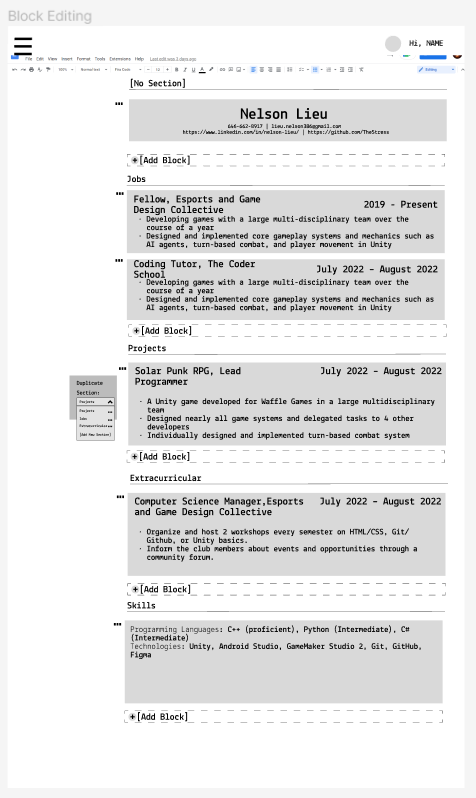 Block Editing
Hi, NAME
File Edit View Insert Format Tools Extensions Help Last edit was 3 days ago
Editing
[No Section]
Nelson Lieu
646-662-8917 | lieu.nelson386@gmail.com
https://www.linkedin.com/in/nelson-lieu/ | https://github.com/TheStress
+[Add Block]
Jobs
Fellow, Esports and Game
Design Collective
2019 - Present
· Developing games with a large multi-disciplinary team over the
course of a year
· Designed and implemented core gameplay systems and mechanics such as
AI agents, turn-based combat, and player movement in Unity
Coding Tutor, The Coder
School
July 2022 - August 2022
· Developing games with a large multi-disciplinary team over the
course of a year
· Designed and implemented core gameplay systems and mechanics such as
AI agents, turn-based combat, and player movement in Unity
+[Add Block]
Projects
Solar Punk RPG, Lead
Programmer
July 2022 - August 2022
· A Unity game developed for Waffle Games in a large multidisciplinary
team
· Designed nearly all game systems and delegated tasks to 4 other
developers
· Individually designed and implemented turn-based combat system
Duplicate
Section:
Projects
Projects
Jobs
Extracurricular
[Add New Section]
+[Add Block]
Extracurricular
Computer Science Manager,Esports
and Game Design Collective
July 2022 - August 2022
· Organize and host 2 workshops every semester on HTML/CSS, Git/
Github, or Unity basics.
· Inform the club members about events and opportunities through a
community forum.
+[Add Block]
Skills
Programming Languages: C++ (proficient), Python (Intermediate), C#
(Intermediate)
Technologies: Unity, Android Studio, GameMaker Studio 2, Git, GitHub,
Figma
+[Add Block]